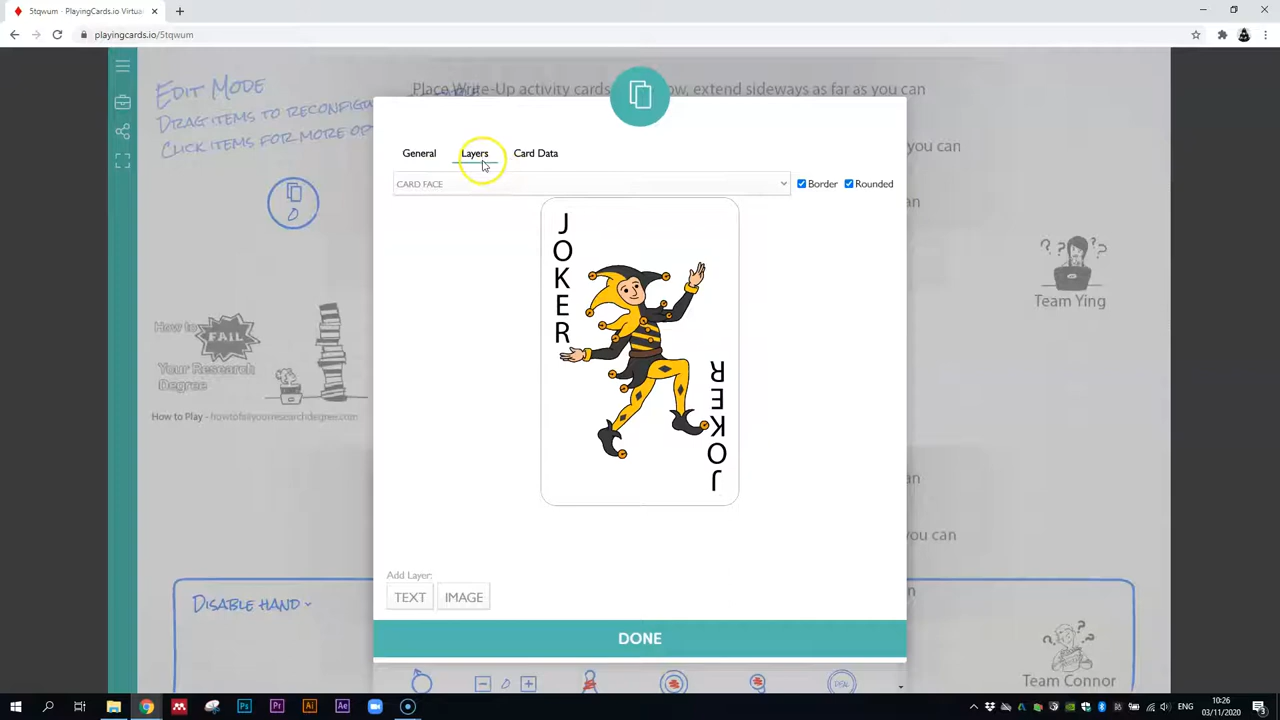 5tqwum - PlayingCards.io Virtua
playingcards.io/5tqwum
Edit Mode
Drag items to reconfigu
Click items for more op
Place Write-Up activity cards
ow, extend sideways as far as you can
you can
an
General
Layers
Card Data
CARD FACE
Border
Rounded
JOKER
JOKER
Team Ying
How to
FAIL
Your Research
Degree
How to Play - howtofailyourresearchdegree.com
an
you can
Add Layer:
TEXT
IMAGE
Disable hand
on
DONE
Team Connor
ENG
10:26
03/11/2020